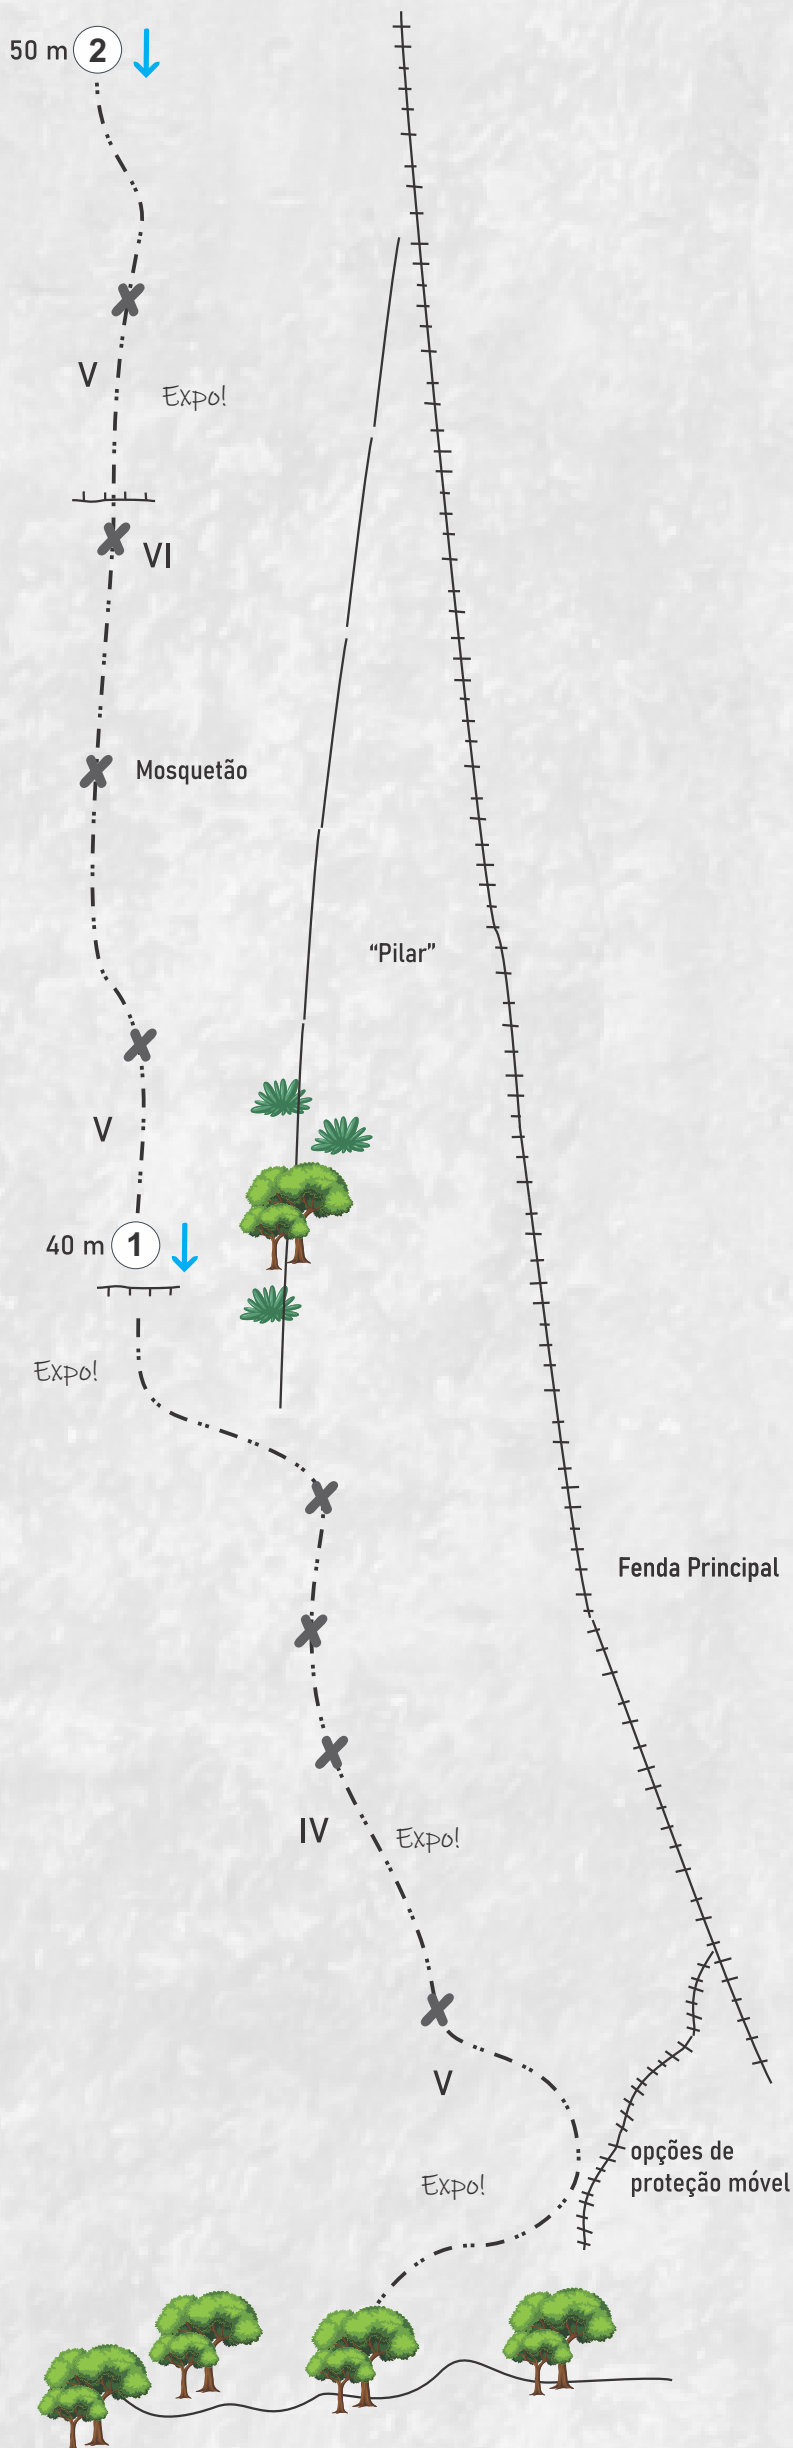 50 m 2
V
Expo!
VI
Mosquetão
“Pilar”
V
40 m 1
Expo!
Fenda Principal
IV
Expo!
V
opções de
proteção móvel
Expo!